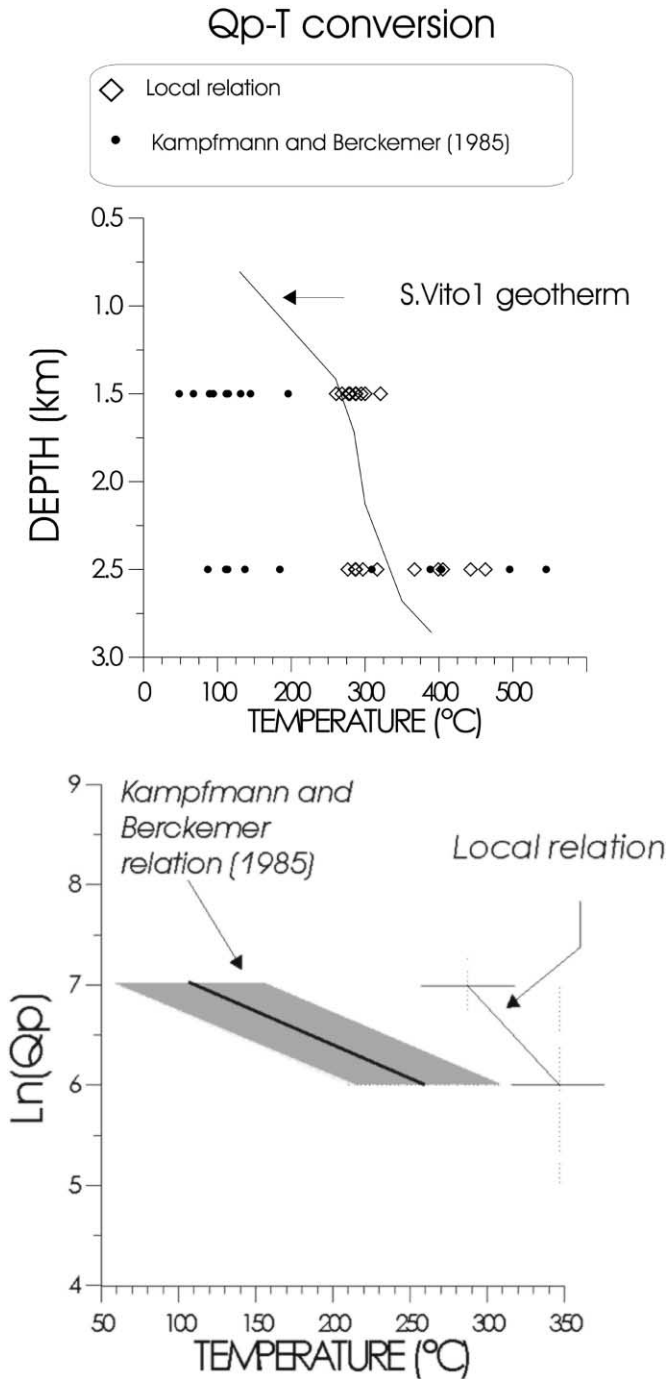 Qp-T conversion
Local relation
Kampfmann and Berckemer (1985)
0.5
1.0
1.5
2.0
2.5
3.0
DEPTH (km)
S.Vito1 geotherm
0 100 200 300 400 500
TEMPERATURE (°C)
9
8
7
6
5
4
Ln(Qp)
Kampfmann and
Berckemer
relation (1985)
Local relation
50 100 150 200 250 300 350
TEMPERATURE (°C)